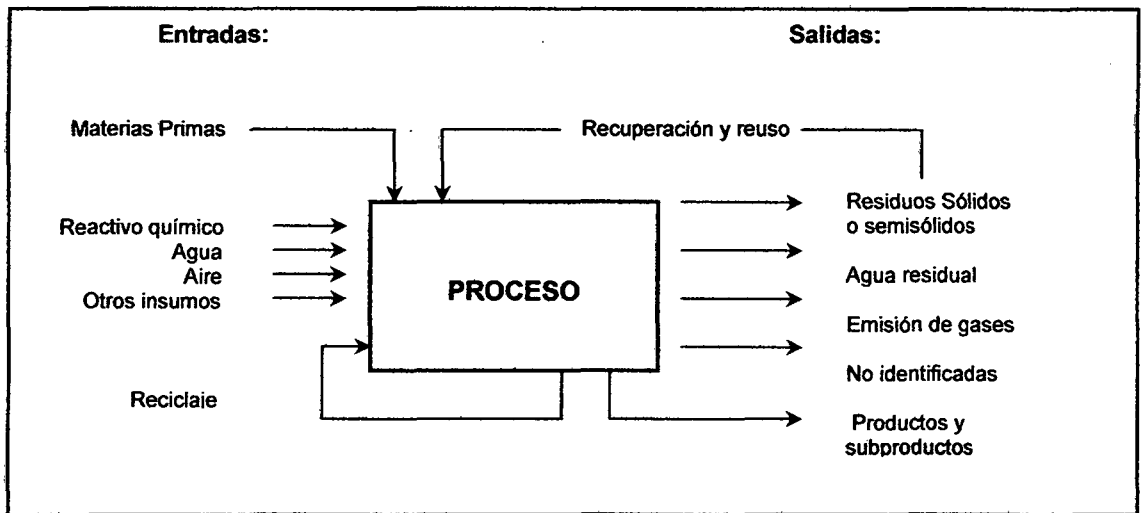 Entradas:
Salidas:
Materias Primas
Recuperación y reuso
Reactivo químico
Agua
Aire
Otros insumos
Reciclaje
PROCESO
Residuos Sólidos
o semisólidos
Agua residual
Emisión de gases
No identificadas
Productos y
subproductos